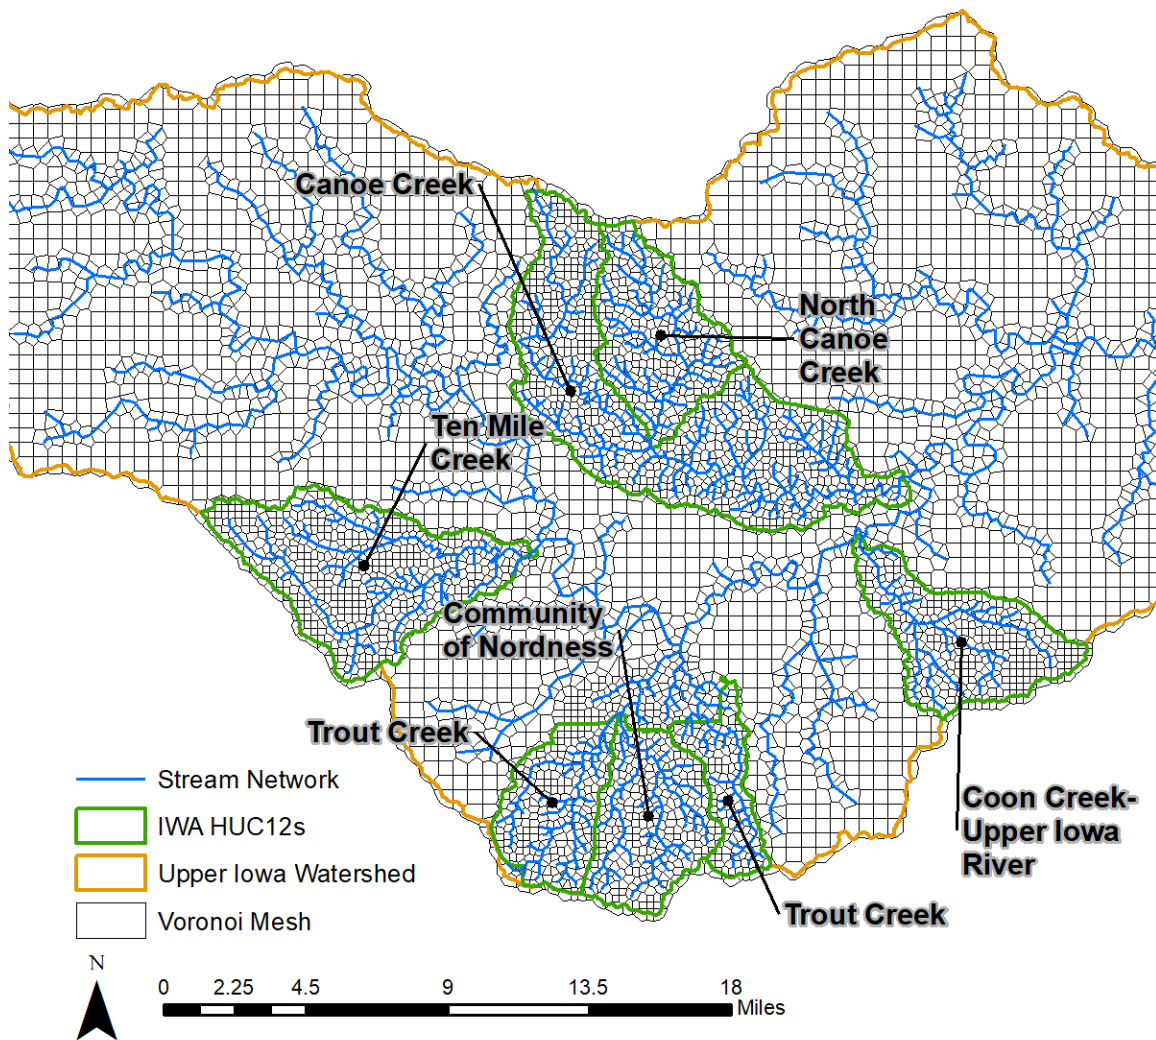 Canoe Creek
North
Canoe
Creek
Ten Mile
Creek
Community
of Nordness
Trout Creek
Coon Creek-
Upper Iowa
River
Trout Creek
Stream Network
IWA HUC12s
Upper Iowa Watershed
Voronoi Mesh
N
0 2.25 4.5 9 13.5 18
Miles